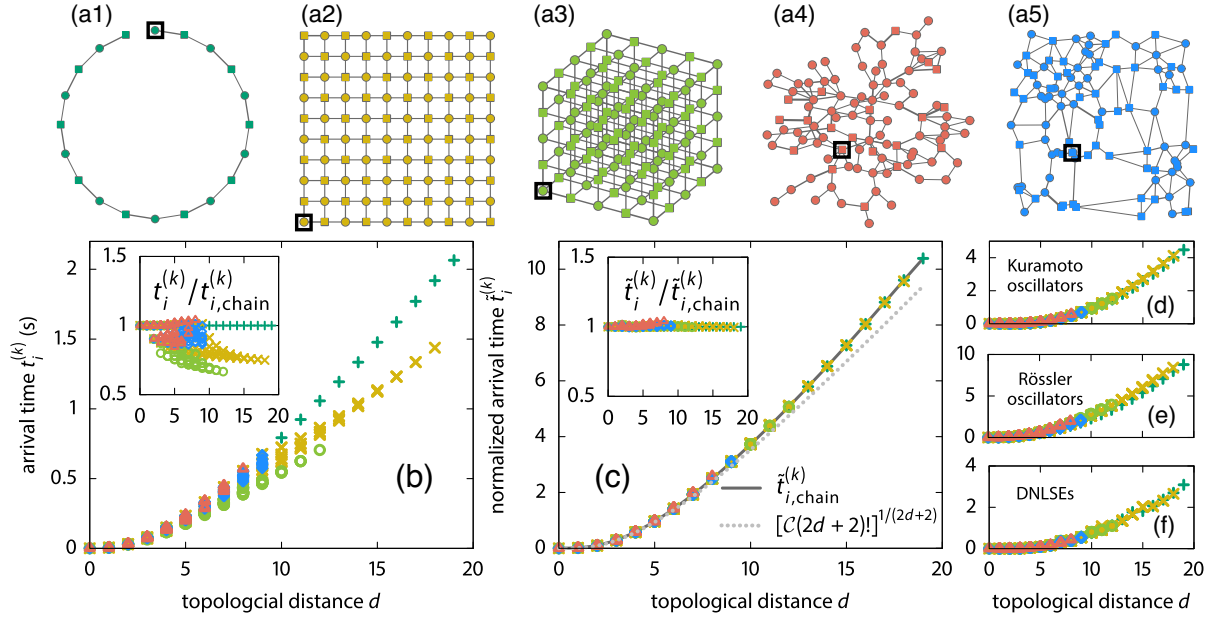 (a1)
(a2)
(a3)
(a4)
(a5)
arrival time t_i^{(k)} (s)
2
1.5
1
0.5
0
0
5
10
15
20
topologcial distance d
(b)
1.5
1
0.5
0
5
10
15
20
t_i^{(k)}/t_{i,chain}^{(k)}
normalized arrival time t̃_i^{(k)}
10
8
6
4
2
0
0
5
10
15
20
topological distance d
(c)
1.5
1
0.5
0
5
10
15
20
t̃_i^{(k)}/t̃_{i,chain}^{(k)}
t̃_{i,chain}^{(k)}
[C(2d + 2)!]^{1/(2d+2)}
4
2
0
Kuramoto
oscillators
(d)
10
5
0
Rössler
oscillators
(e)
4
2
0
DNLSEs
(f)
0
5
10
15
20
topological distance d